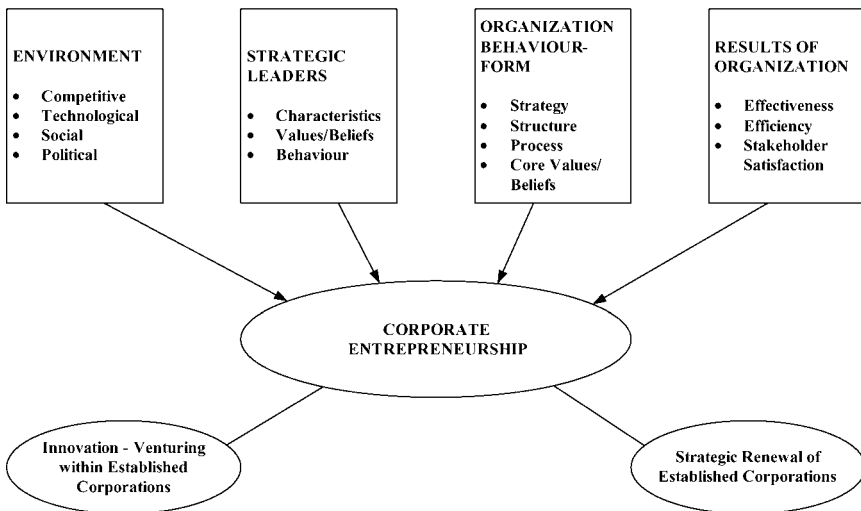 ENVIRONMENT
• Competitive
• Technological
• Social
• Political
STRATEGIC
LEADERS
• Characteristics
• Values/Beliefs
• Behaviour
ORGANIZATION
BEHAVIOUR-
FORM
• Strategy
• Structure
• Process
• Core Values/
Beliefs
RESULTS OF
ORGANIZATION
• Effectiveness
• Efficiency
• Stakeholder
Satisfaction
CORPORATE
ENTREPRENEURSHIP
Innovation - Venturing
within Established
Corporations
Strategic Renewal of
Established Corporations